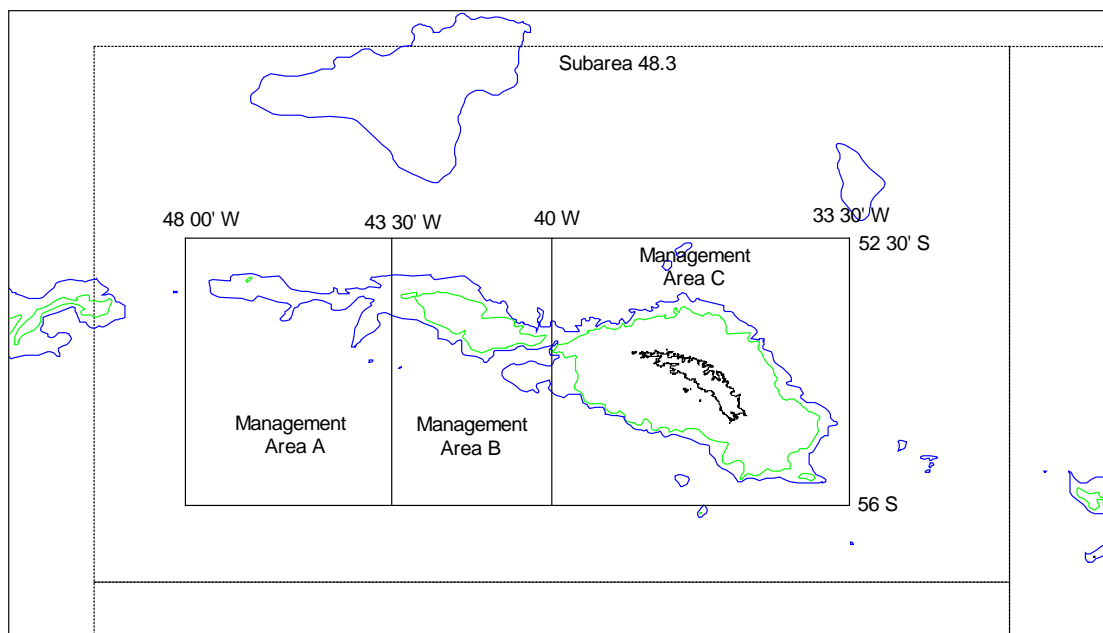 Subarea 48.3
48 00' W
43 30' W
40 W
33 30' W
52 30' S
Management
Area C
Management
Area A
Management
Area B
56 S